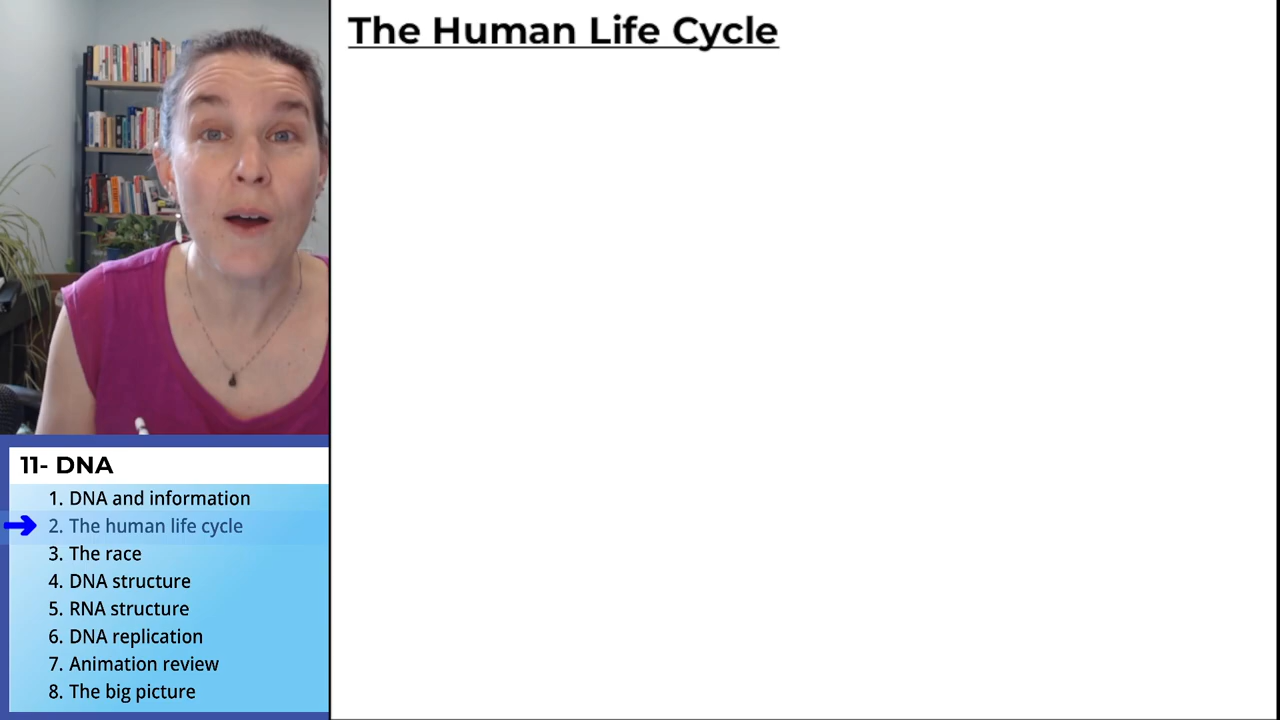 The Human Life Cycle
11- DNA
1. DNA and information
2. The human life cycle
3. The race
4. DNA structure
5. RNA structure
6. DNA replication
7. Animation review
8. The big picture